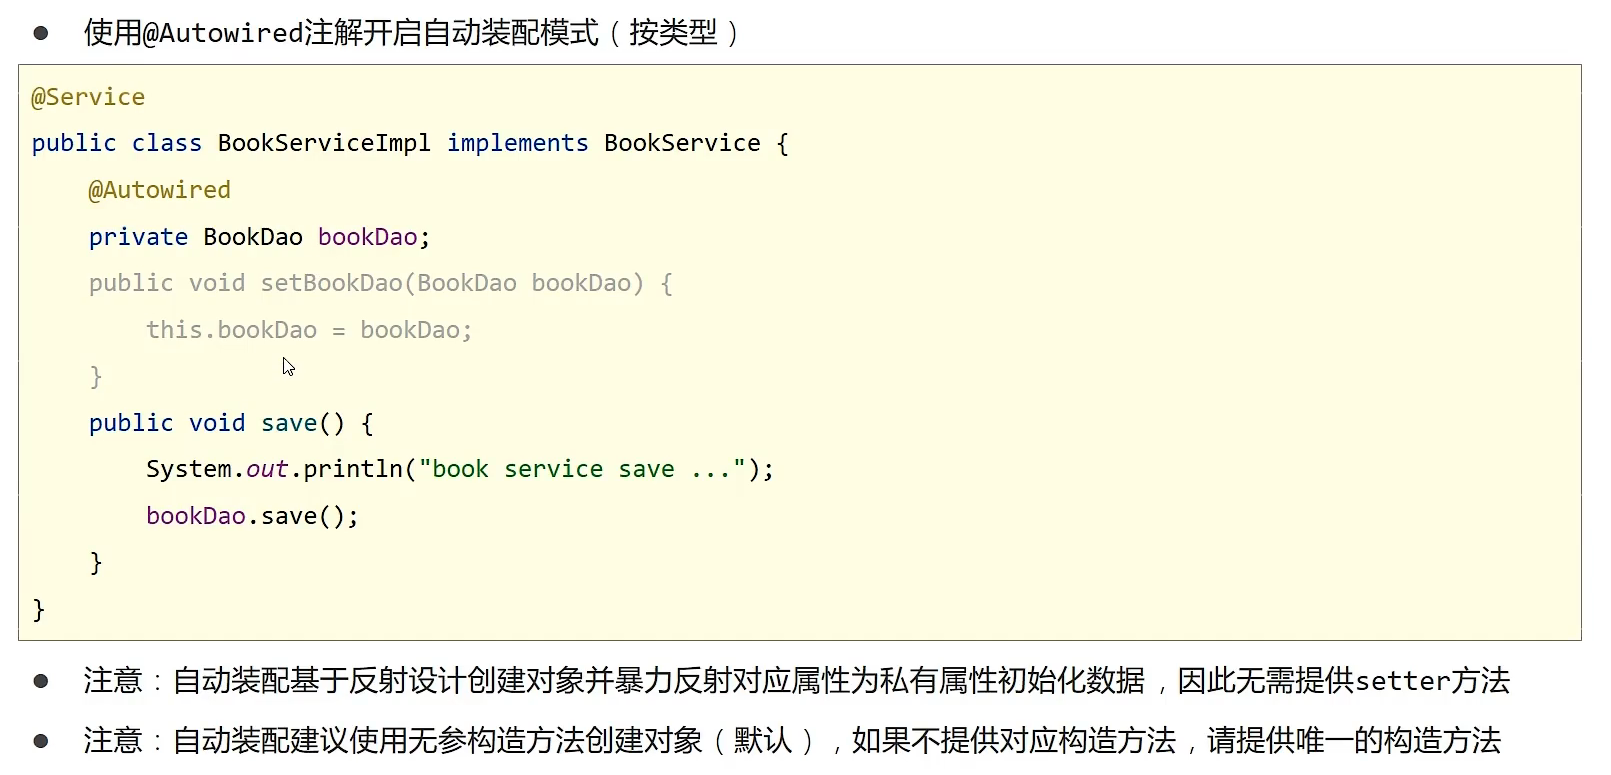 ● 使用@Autowired注解开启自动装配模式（按类型）
@Service
public class BookServiceImpl implements BookService {
    @Autowired
    private BookDao bookDao;
    public void setBookDao(BookDao bookDao) {
        this.bookDao = bookDao;
    }
    public void save() {
        System.out.println("book service save ...");
        bookDao.save();
    }
}
● 注意：自动装配基于反射设计创建对象并暴力反射对应属性为私有属性初始化数据，因此无需提供setter方法
● 注意：自动装配建议使用无参构造方法创建对象（默认），如果不提供对应构造方法，请提供唯一的构造方法